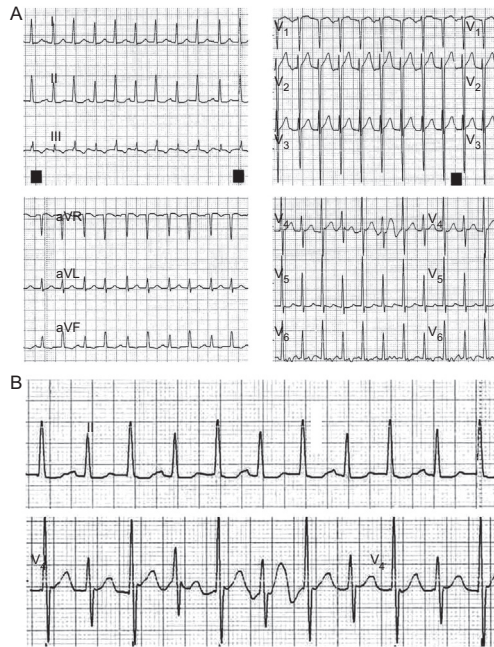 A
I
II
III
V1 V1
V2 V2
V3 V3
aVR
aVL
aVF
V4 V4
V5 V5
V6 V6
B
II
V4 V4